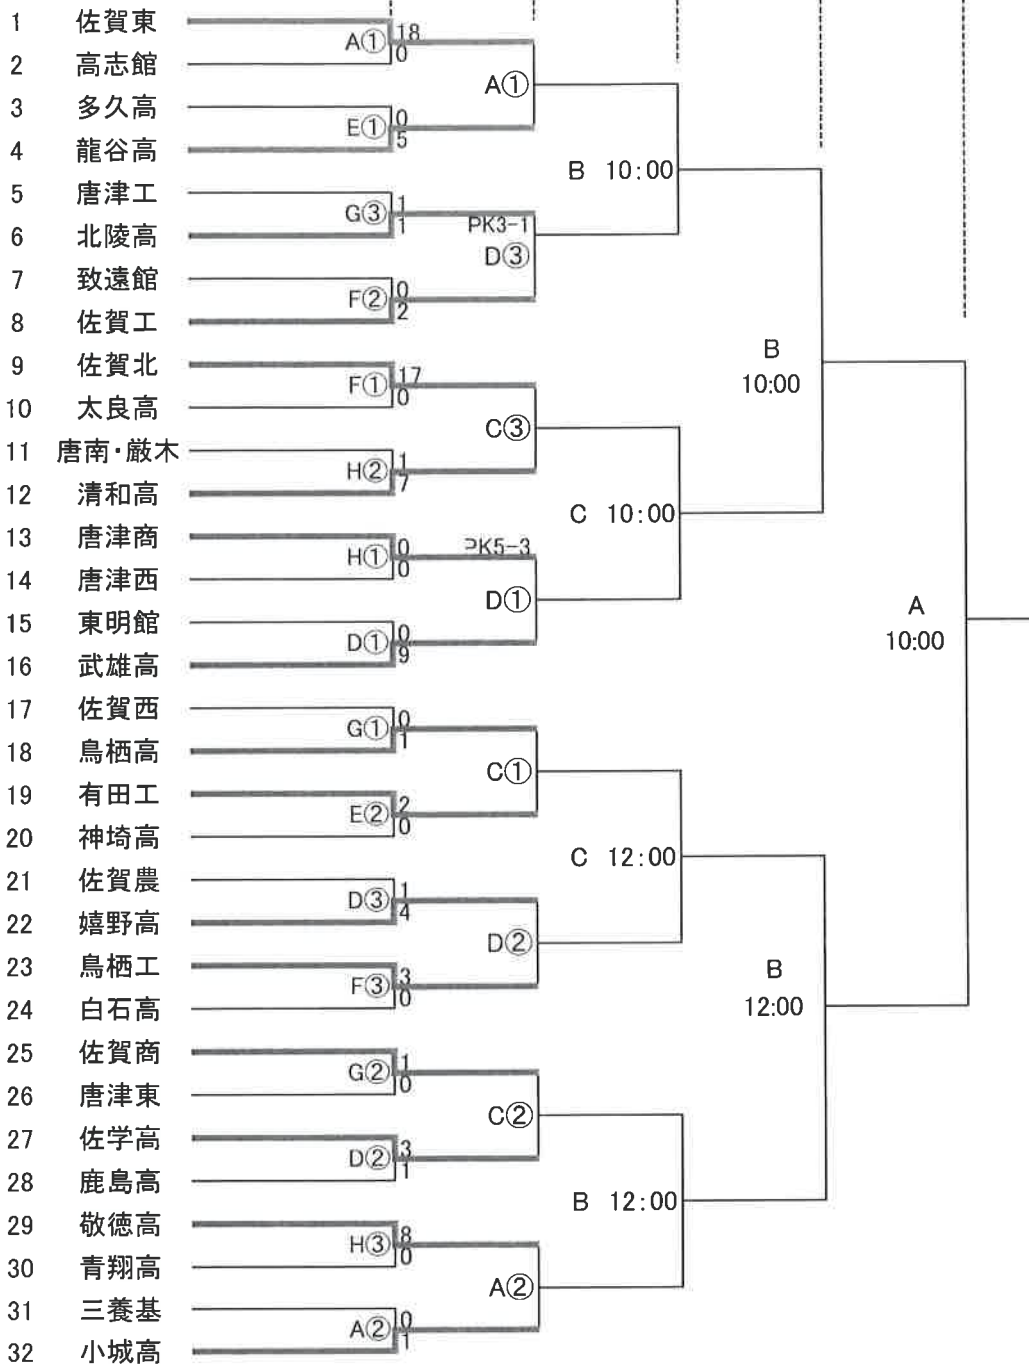 1 佐賀東
A① 18
2 高志館 0
A①
3 多久高
E① 0
4 龍谷高 5
B 10:00
5 唐津工
G③ 1
6 北陵高 1 PK3-1
D③
7 致遠館
F② 0
8 佐賀工 2
B
10:00
9 佐賀北
F① 17
10 太良高 0
C③
11 唐南・厳木
H② 1
12 清和高 7
C 10:00
13 唐津商
H① 0 PK5-3
14 唐津西 0
D①
15 東明館
D① 0
16 武雄高 9
A
10:00
17 佐賀西
G① 0
18 鳥栖高 1
C①
19 有田工
E② 2
20 神埼高 0
C 12:00
21 佐賀農
D③ 1
22 嬉野高 4
D②
23 鳥栖工
F③ 3
24 白石高 0
B
12:00
25 佐賀商
G② 1
26 唐津東 0
C②
27 佐学高
D② 3
28 鹿島高 1
B 12:00
29 敬徳高
H③ 8
30 青翔高 0
A②
31 三養基
A② 0
32 小城高 1